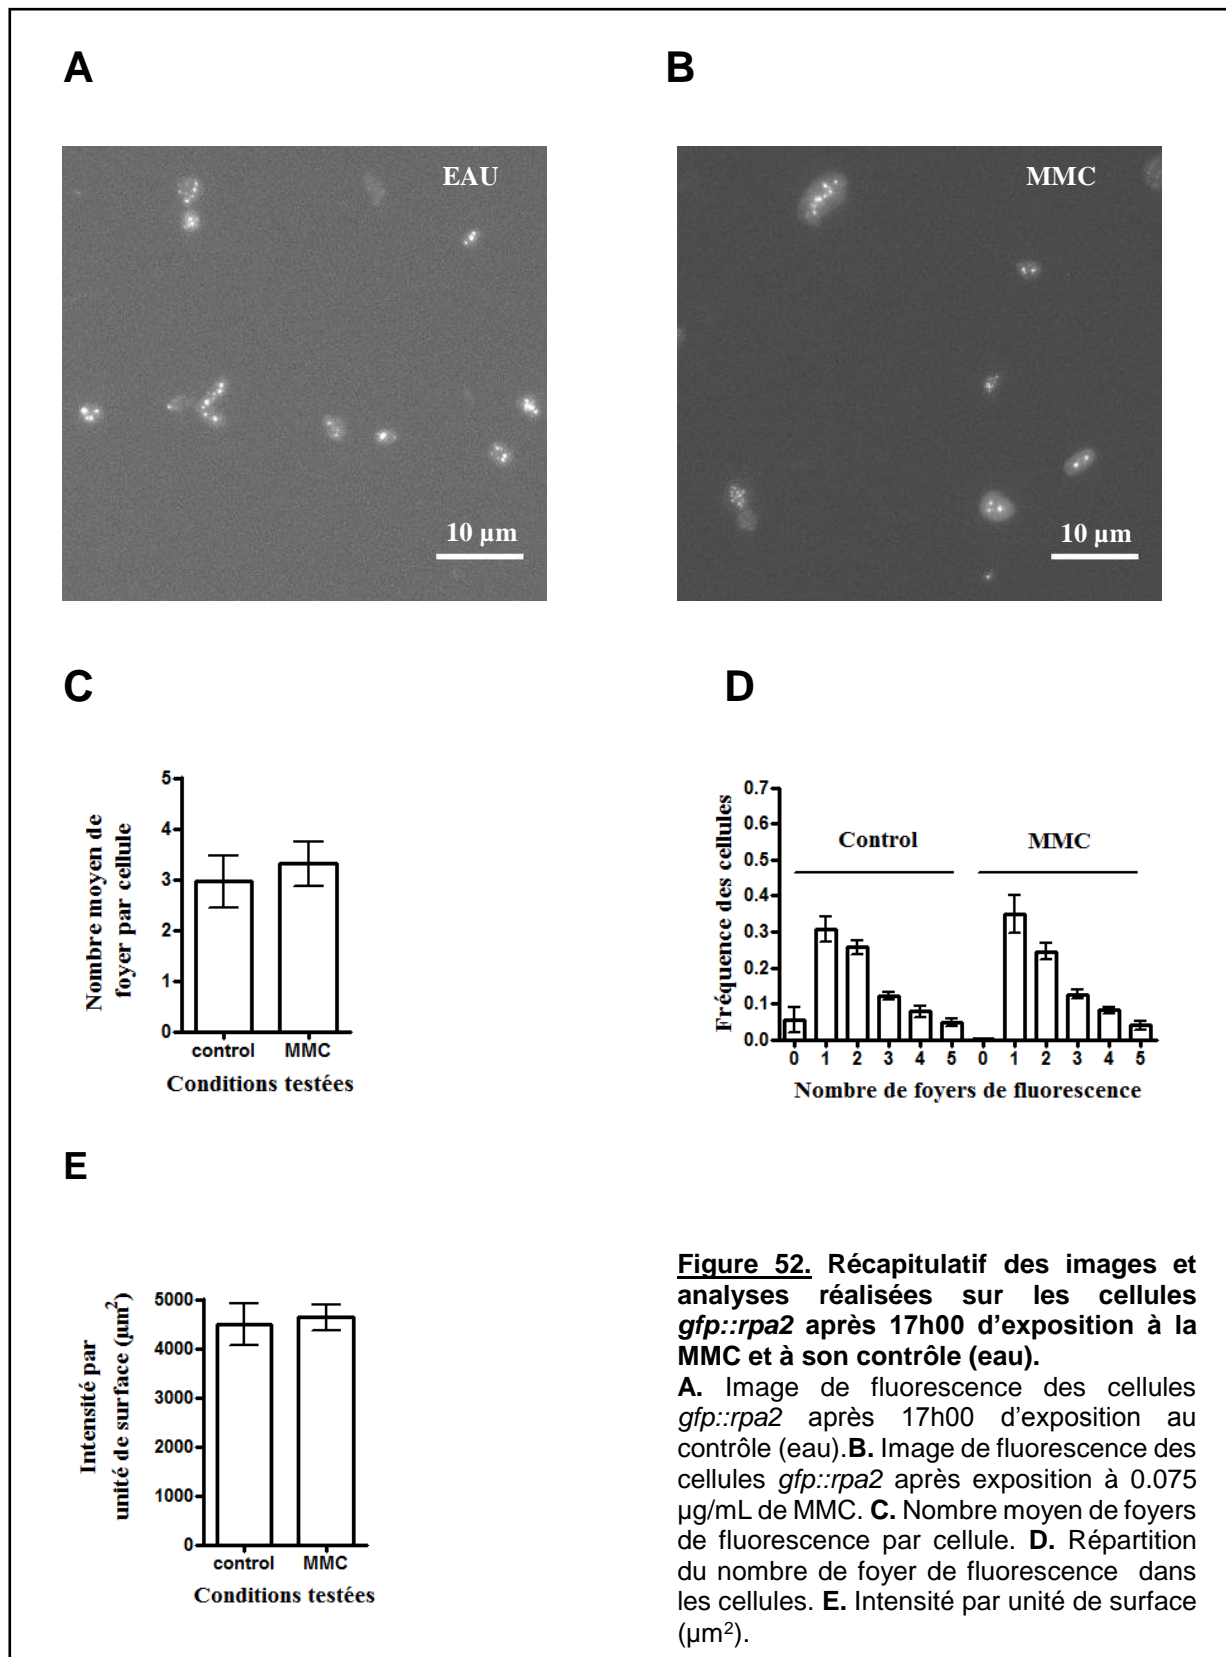 A
B
EAU
MMC
10 µm
10 µm
C
D
Nombre moyen de
foyer par cellule
5
4
3
2
1
0
control
MMC
Conditions testées
Fréquence des cellules
0.7
0.6
0.5
0.4
0.3
0.2
0.1
0.0
Control
MMC
0 1 2 3 4 5 0 1 2 3 4 5
Nombre de foyers de fluorescence
E
Intensité par
unité de surface (µm²)
5000
4000
3000
2000
1000
0
control
MMC
Conditions testées
Figure 52. Récapitulatif des images et
analyses réalisées sur les cellules
gfp::rpa2 après 17h00 d’exposition à la
MMC et à son contrôle (eau).
A. Image de fluorescence des cellules
gfp::rpa2 après 17h00 d’exposition au
contrôle (eau).B. Image de fluorescence des
cellules gfp::rpa2 après exposition à 0.075
µg/mL de MMC. C. Nombre moyen de foyers
de fluorescence par cellule. D. Répartition
du nombre de foyer de fluorescence dans
les cellules. E. Intensité par unité de surface
(µm²).